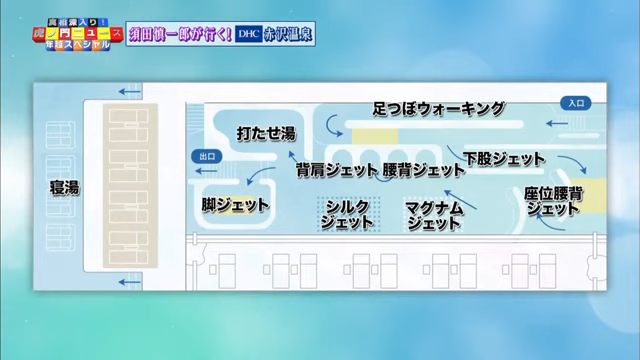 真相深入り!
虎ノ門ニュース
年超スペシャル
須田慎一郎が行く!
DHC 赤沢温泉
足つぼウォーキング
入口
打たせ湯
出口
背肩ジェット
腰背ジェット
下股ジェット
寝湯
脚ジェット
シルク
ジェット
マグナム
ジェット
座位腰背
ジェット